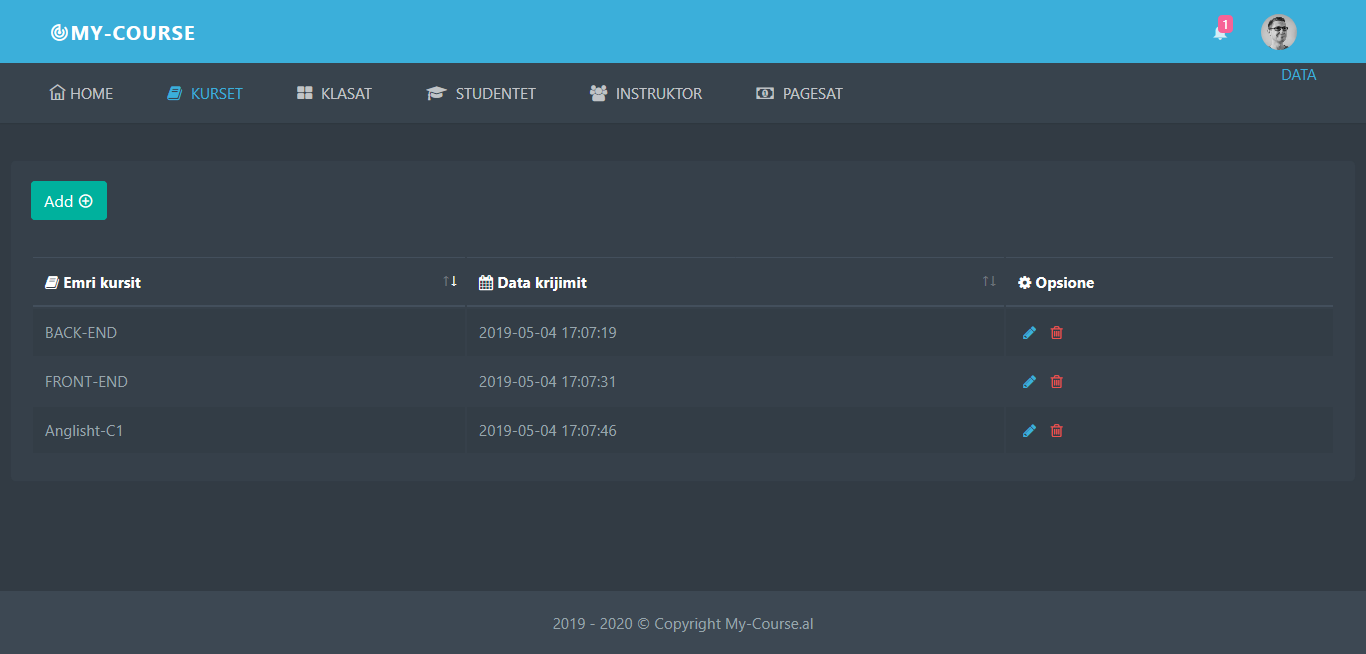 MY-COURSE
1
DATA
HOME KURSET KLASAT STUDENTET INSTRUKTOR PAGESAT
Add
Emri kursit Data krijimit Opsione
BACK-END 2019-05-04 17:07:19
FRONT-END 2019-05-04 17:07:31
Anglisht-C1 2019-05-04 17:07:46
2019 - 2020 © Copyright My-Course.al